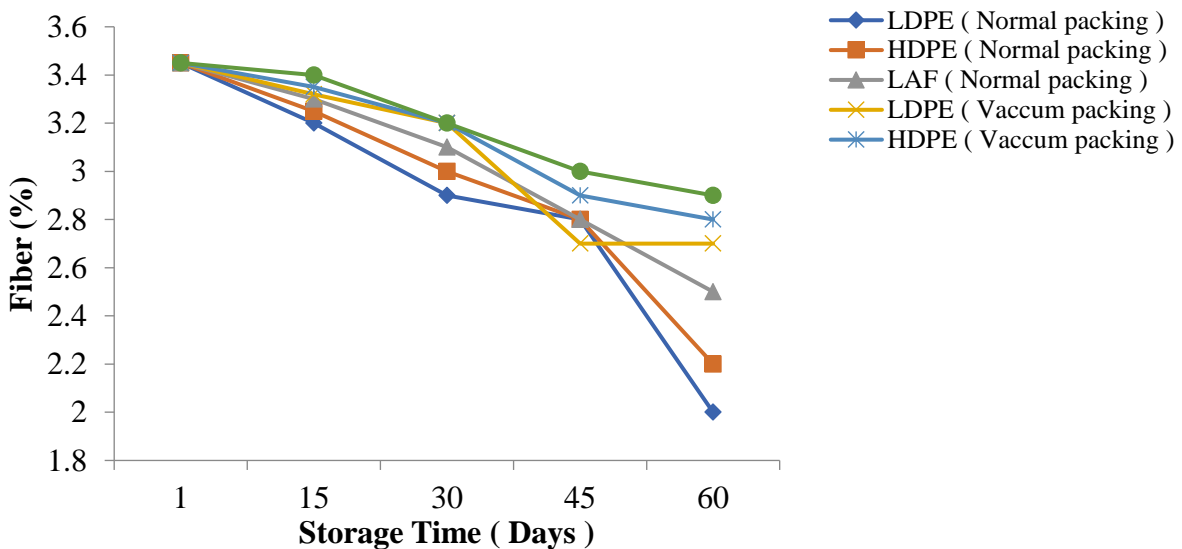 3.6
3.4
3.2
3
2.8
2.6
2.4
2.2
2
1.8
Fiber (%)
1 15 30 45 60
Storage Time ( Days )
LDPE ( Normal packing )
HDPE ( Normal packing )
LAF ( Normal packing )
LDPE ( Vaccum packing )
HDPE ( Vaccum packing )